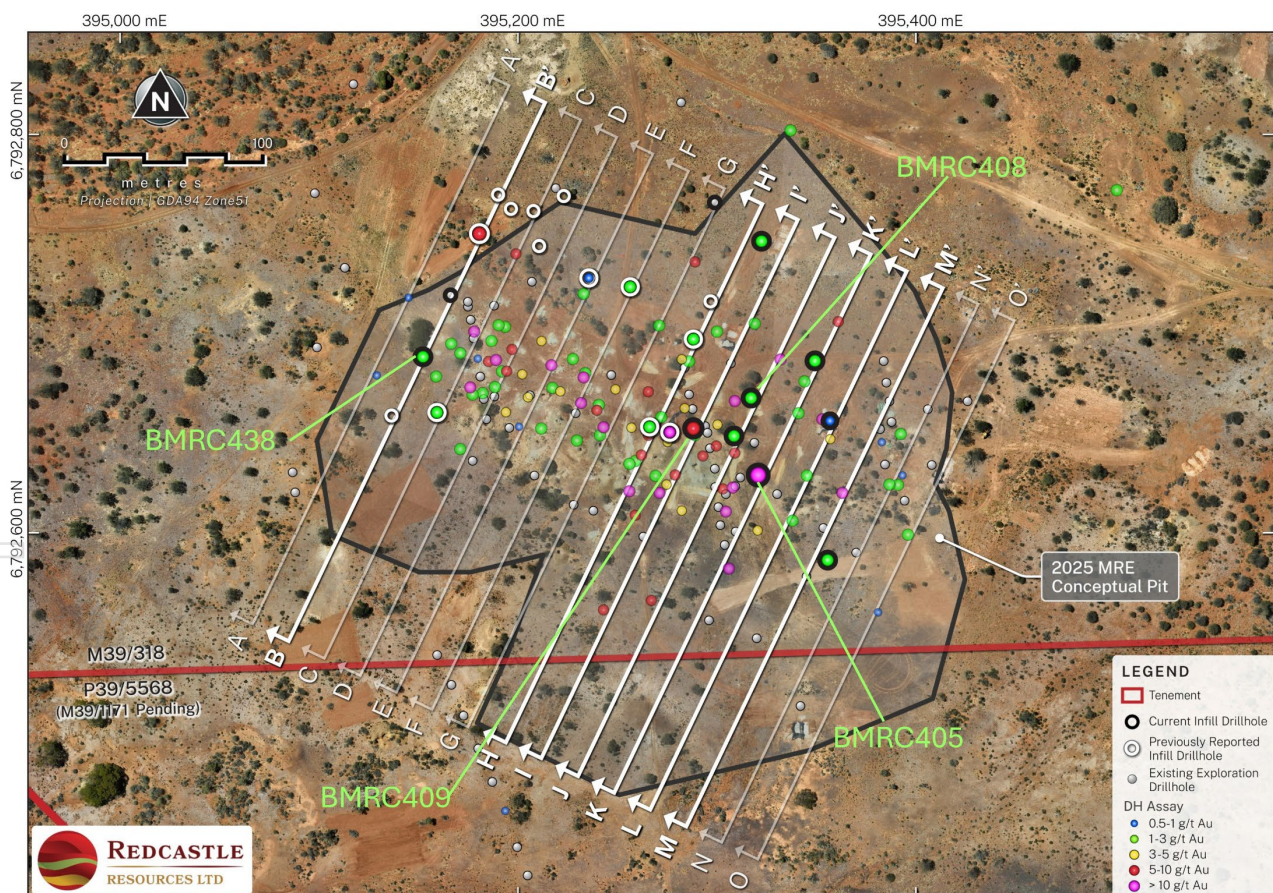 395,000 mE
395,200 mE
395,400 mE
6,792,800 mN
6,792,600 mN
N
0
100
metres
Projection | GDA94 Zone51
A'
B'
C'
D'
E'
F'
G'
H'
I'
J'
K'
L'
M'
N'
O'
BMRC408
BMRC438
BMRC405
BMRC409
2025 MRE
Conceptual Pit
M39/318
P39/5568
(M39/1171 Pending)
A
B
C
D
E
F
G
H
I
J
K
L
M
N
O
LEGEND
Tenement
Current Infill Drillhole
Previously Reported
Infill Drillhole
Existing Exploration
Drillhole
DH Assay
0.5-1 g/t Au
1-3 g/t Au
3-5 g/t Au
5-10 g/t Au
> 10 g/t Au
REDCASTLE
RESOURCES LTD